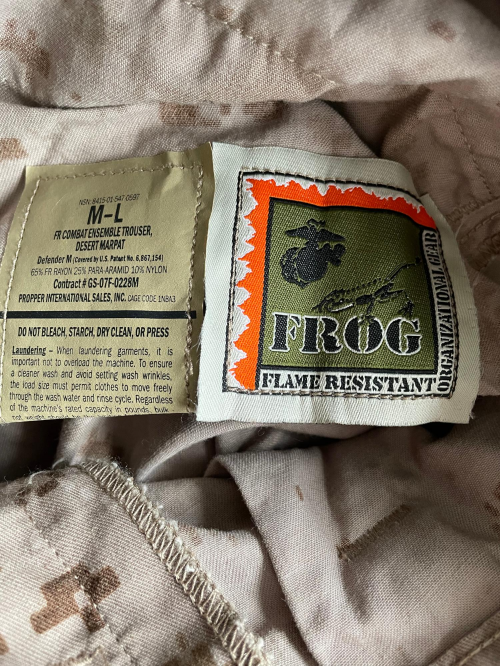 NSN: 8415-01-547 0597
M-L
FR COMBAT ENSEMBLE TROUSER,
DESERT MARPAT
Defender M (Covered by U.S. Patent No. 6,867,154)
65% FR RAYON 25% PARA-ARAMID 10% NYLON
Contract # GS-07F-0228M
PROPPER INTERNATIONAL SALES, INC. CAGE CODE 1N8A3
DO NOT BLEACH, STARCH, DRY CLEAN, OR PRESS
Laundering – When laundering garments, it is
important not to overload the machine. To ensure
a cleaner wash and avoid setting wash wrinkles,
the load size must permit clothes to move freely
through the wash water and rinse cycle. Regardless
of the machine's rated capacity in pounds, bulk
FROG
FLAME RESISTANT
ORGANIZATIONAL GEAR